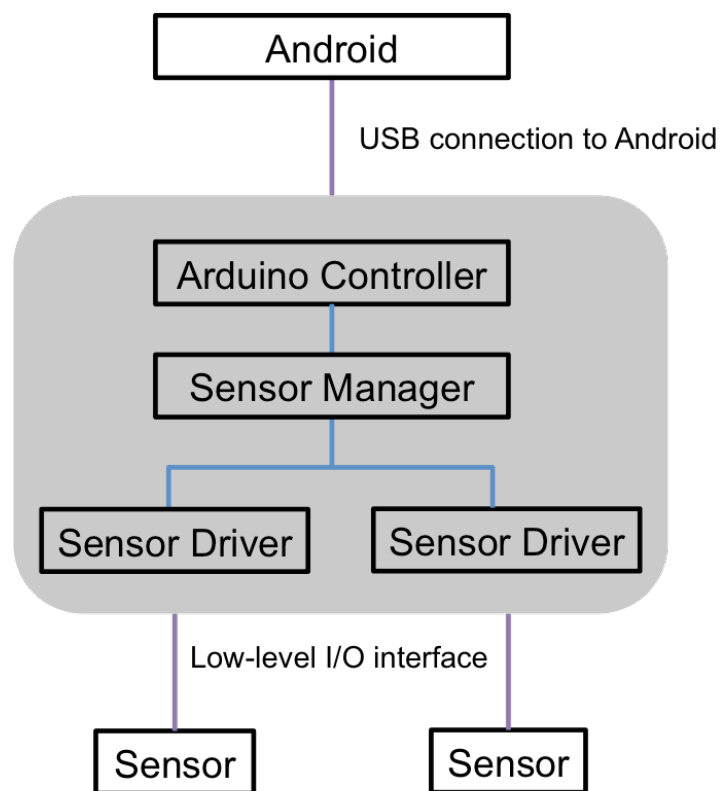 Android
USB connection to Android
Arduino Controller
Sensor Manager
Sensor Driver
Sensor Driver
Low-level I/O interface
Sensor
Sensor